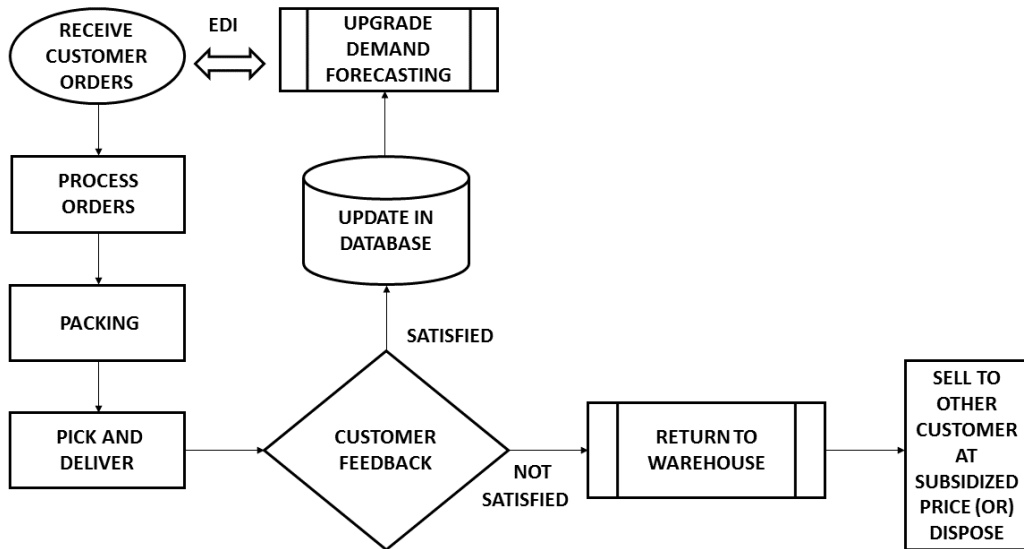 RECEIVE
CUSTOMER
ORDERS
EDI
UPGRADE
DEMAND
FORECASTING
PROCESS
ORDERS
UPDATE IN
DATABASE
PACKING
SATISFIED
PICK AND
DELIVER
CUSTOMER
FEEDBACK
NOT
SATISFIED
RETURN TO
WAREHOUSE
SELL TO
OTHER
CUSTOMER
AT
SUBSIDIZED
PRICE (OR)
DISPOSE